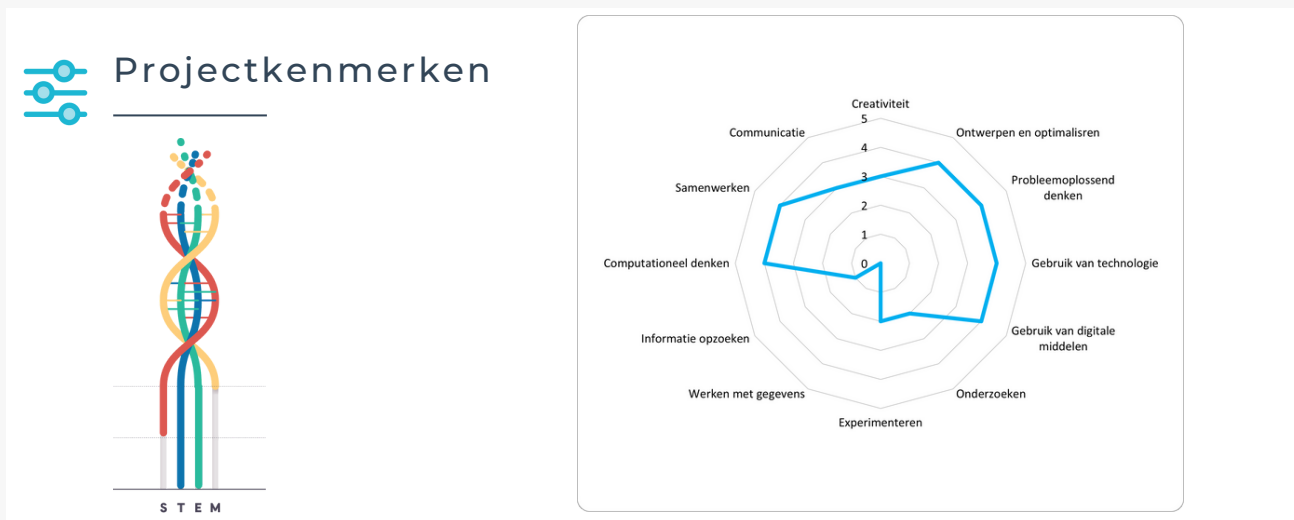 Projectkenmerken
S T E M
Creativiteit
5
4
3
2
1
0
Ontwerpen en optimalisren
Probleemoplossend
denken
Gebruik van technologie
Gebruik van digitale
middelen
Onderzoeken
Experimenteren
Werken met gegevens
Informatie opzoeken
Computationeel denken
Samenwerken
Communicatie